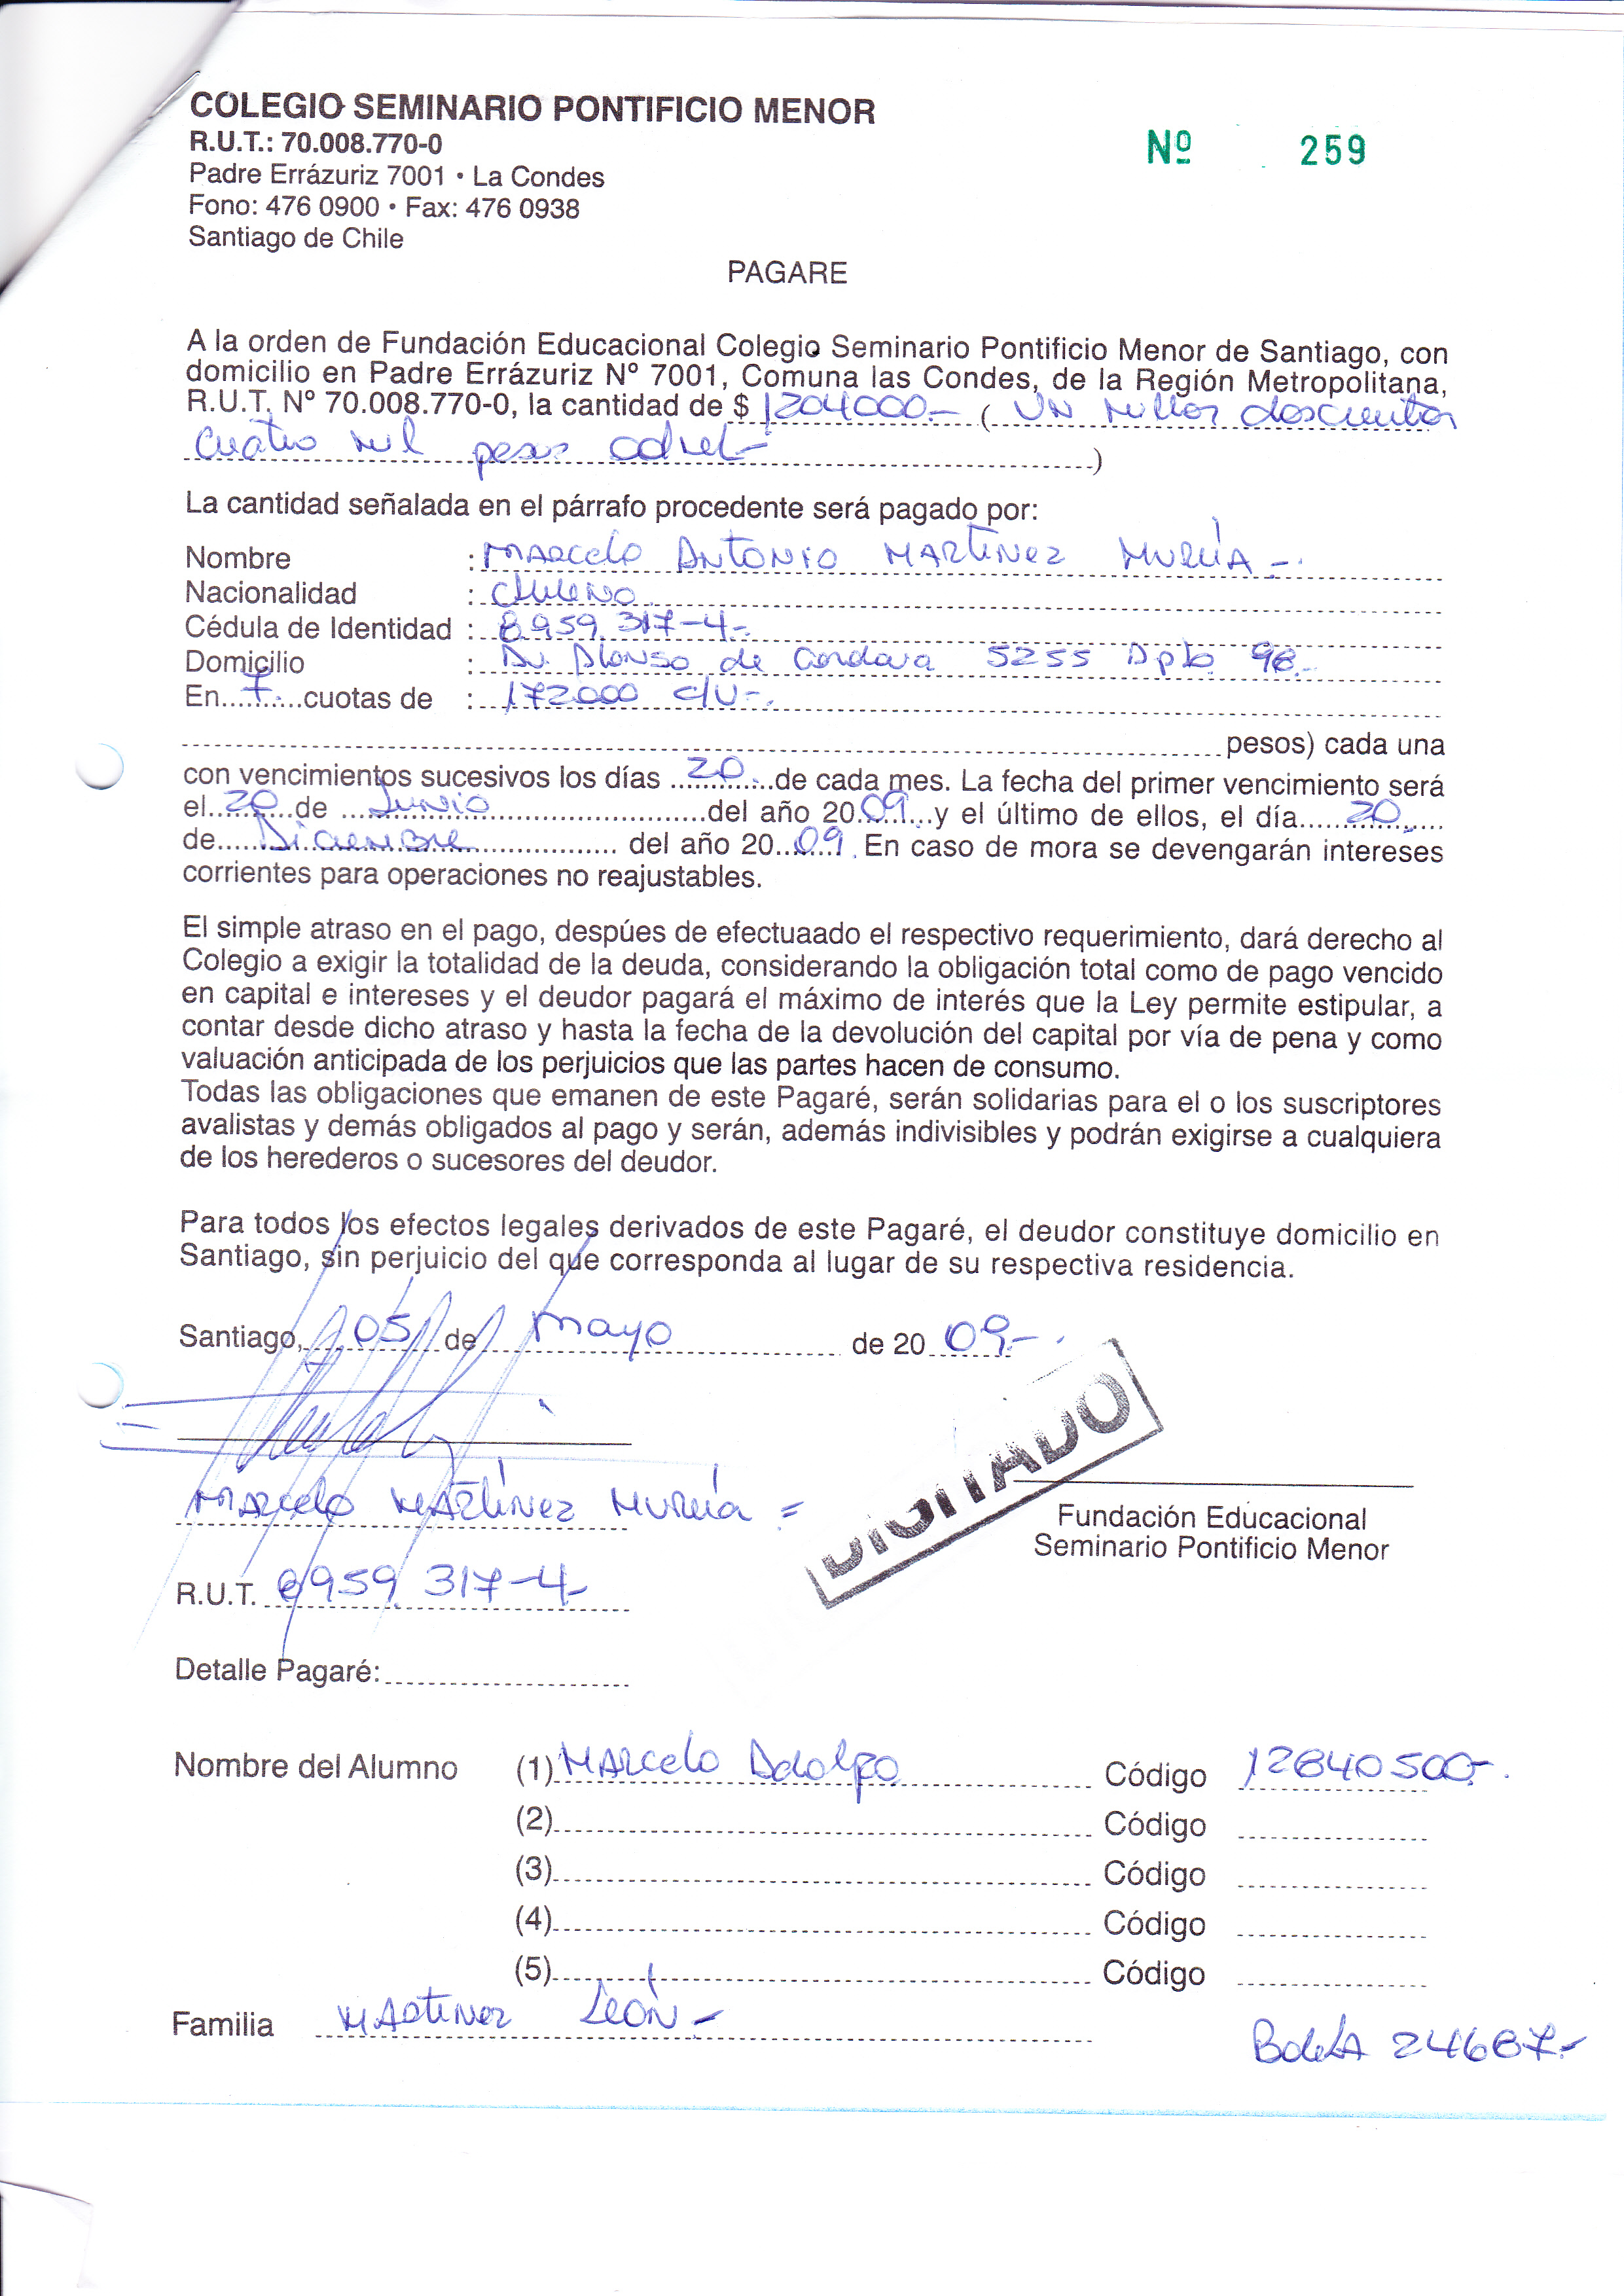 COLEGIO SEMINARIO PONTIFICIO MENOR
R.U.T.: 70.008.770-0
Padre Errázuriz 7001 • La Condes
Fono: 476 0900 • Fax: 476 0938
Santiago de Chile
Nº 259
PAGARE
A la orden de Fundación Educacional Colegio Seminario Pontificio Menor de Santiago, con
domicilio en Padre Errázuriz Nº 7001, Comuna las Condes, de la Región Metropolitana,
R.U.T. Nº 70.008.770-0, la cantidad de $ 1204000.- ( Un millon doscientos
cuatro mil pesos )
La cantidad señalada en el párrafo procedente será pagado por:
Nombre : Marcelo Antonio Martínez Murúa -.
Nacionalidad : Chileno
Cédula de Identidad : 8.959.317-4-
Domicilio : Av. Alonso de Cordova 5255 Dpto. 98.-
En 7 cuotas de : 172000 c/u-.
pesos) cada una
con vencimientos sucesivos los días 20 de cada mes. La fecha del primer vencimiento será
el 20 de Junio del año 2009 y el último de ellos, el día 20
de Diciembre del año 2009. En caso de mora se devengarán intereses
corrientes para operaciones no reajustables.
El simple atraso en el pago, despúes de efectuaado el respectivo requerimiento, dará derecho al
Colegio a exigir la totalidad de la deuda, considerando la obligación total como de pago vencido
en capital e intereses y el deudor pagará el máximo de interés que la Ley permite estipular, a
contar desde dicho atraso y hasta la fecha de la devolución del capital por vía de pena y como
valuación anticipada de los perjuicios que las partes hacen de consumo.
Todas las obligaciones que emanen de este Pagaré, serán solidarias para el o los suscriptores
avalistas y demás obligados al pago y serán, además indivisibles y podrán exigirse a cualquiera
de los herederos o sucesores del deudor.
Para todos los efectos legales derivados de este Pagaré, el deudor constituye domicilio en
Santiago, sin perjuicio del que corresponda al lugar de su respectiva residencia.
Santiago, 05 de mayo de 2009.-
DIGITADO
Marcelo Martínez Murúa =
Fundación Educacional
Seminario Pontificio Menor
R.U.T. 8959.317-4-
Detalle Pagaré:
Nombre del Alumno (1) Marcelo Adolfo Código 12840500-.
(2) Código
(3) Código
(4) Código
(5) Código
Familia Martinez León -
Boleta 24687.-